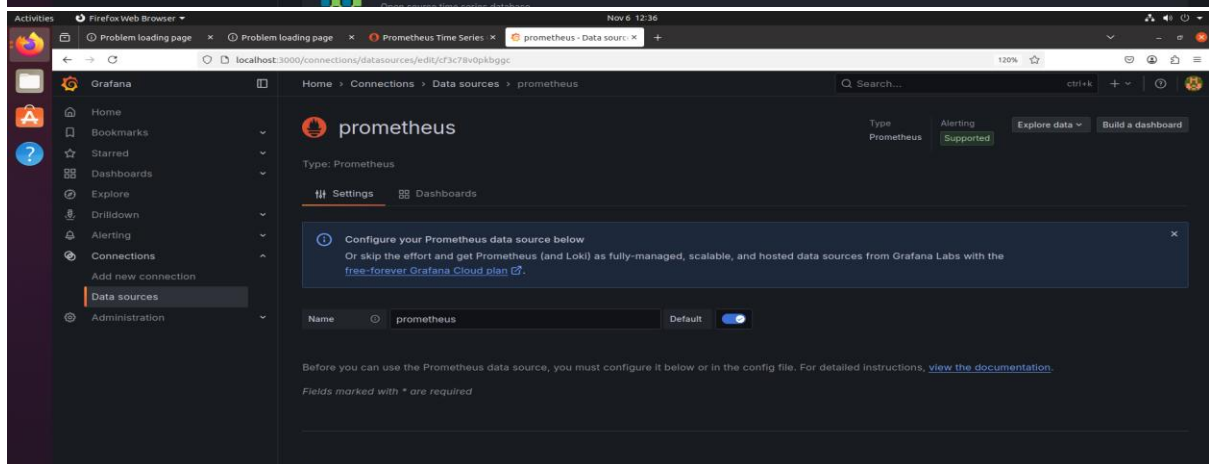 Open source time series database
Activities Firefox Web Browser Nov 6 12:36
Problem loading page × Problem loading page × Prometheus Time Series × prometheus - Data sourc × +
localhost:3000/connections/datasources/edit/cf3c78v0pkbggc 120%
Grafana Home > Connections > Data sources > prometheus Search... ctrl+k
Home
Bookmarks
Starred
Dashboards
Explore
Drilldown
Alerting
Connections
Add new connection
Data sources
Administration
prometheus
Type Prometheus
Alerting Supported
Explore data Build a dashboard
Type: Prometheus
Settings Dashboards
Configure your Prometheus data source below
Or skip the effort and get Prometheus (and Loki) as fully-managed, scalable, and hosted data sources from Grafana Labs with the
free-forever Grafana Cloud plan.
Name prometheus Default
Before you can use the Prometheus data source, you must configure it below or in the config file. For detailed instructions, view the documentation.
Fields marked with * are required